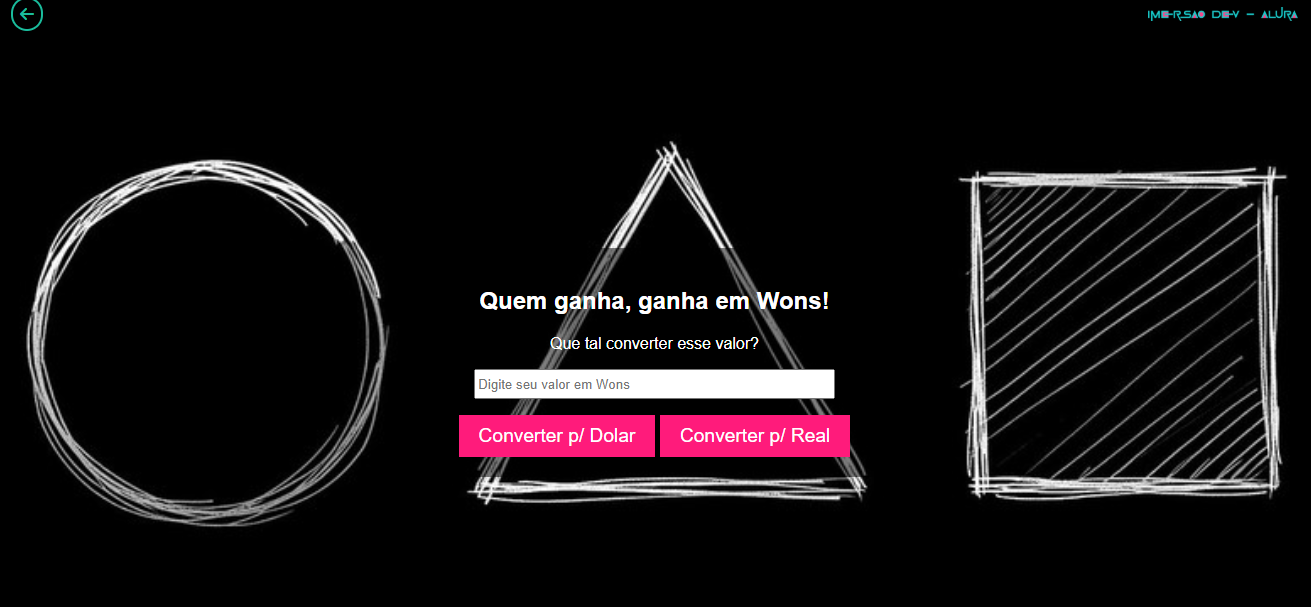 IMERSAO DEV - ALURA
Quem ganha, ganha em Wons!
Que tal converter esse valor?
Digite seu valor em Wons
Converter p/ Dolar Converter p/ Real